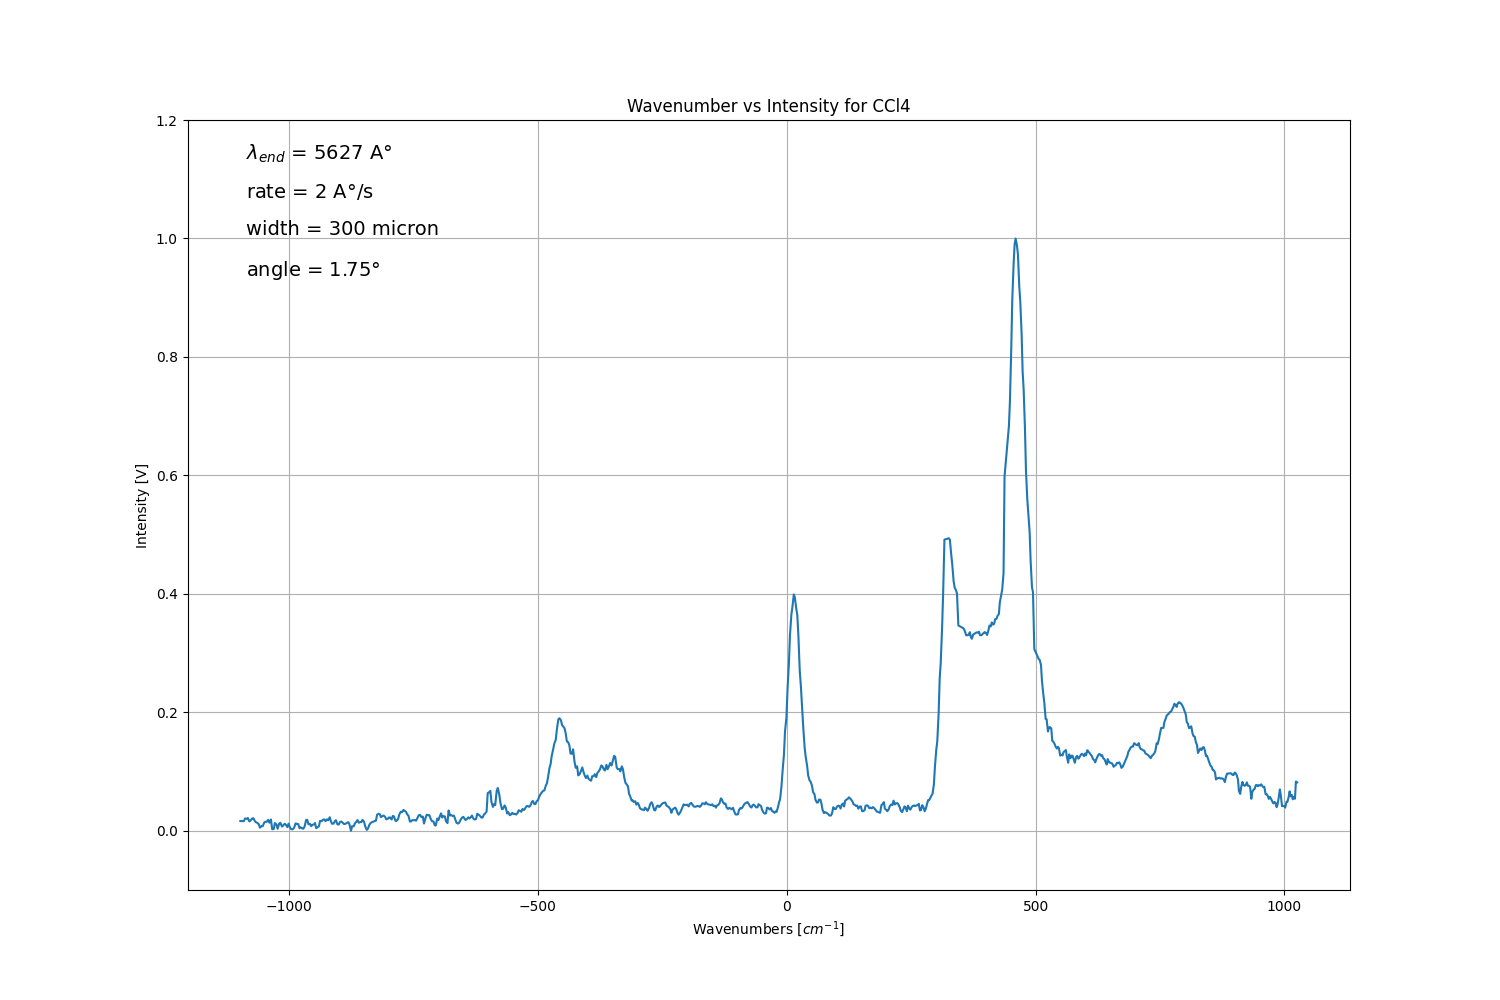 Wavenumber vs Intensity for CCl4
λ_end = 5627 A°
rate = 2 A°/s
width = 300 micron
angle = 1.75°
1.2
1.0
0.8
0.6
0.4
0.2
0.0
Intensity [V]
−1000 −500 0 500 1000
Wavenumbers [cm⁻¹]